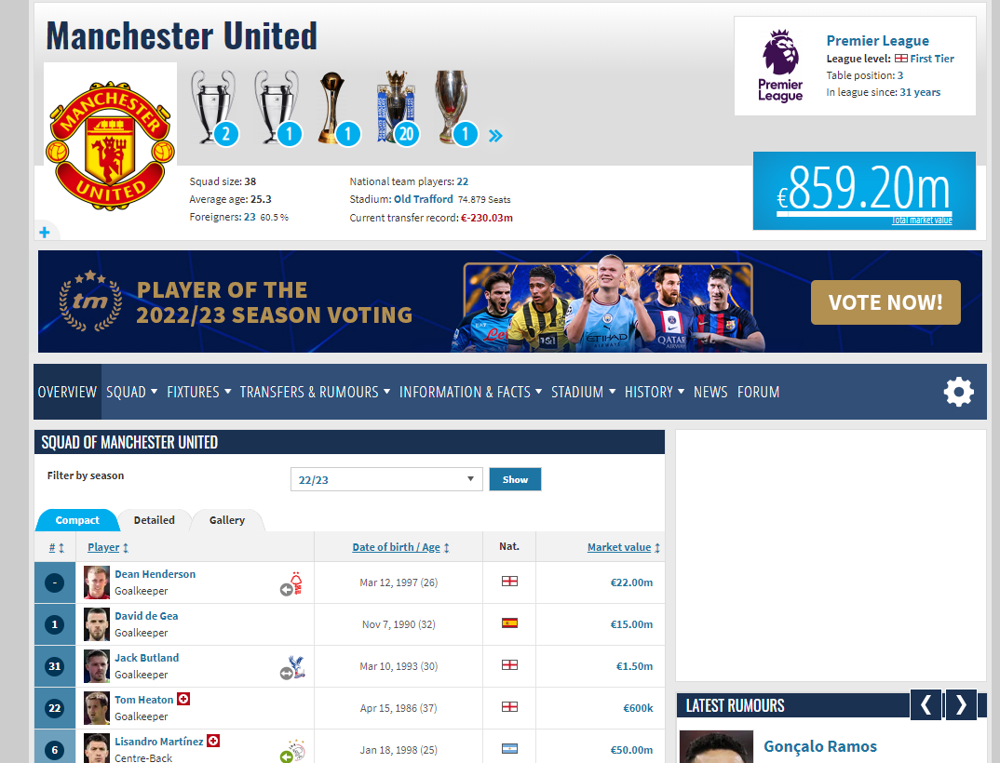 Manchester United
MANCHESTER
UNITED
2
1
1
20
1
»
Premier League
Premier
League
League level: First Tier
Table position: 3
In league since: 31 years
Squad size: 38
Average age: 25.3
Foreigners: 23 60.5 %
National team players: 22
Stadium: Old Trafford 74.879 Seats
Current transfer record: €-230.03m
€859.20m
Total market value
+
tm
PLAYER OF THE
2022/23 SEASON VOTING
ETIHAD
AIRWAYS
1&1
QATAR
AIRWAYS
VOTE NOW!
OVERVIEW SQUAD FIXTURES TRANSFERS & RUMOURS INFORMATION & FACTS STADIUM HISTORY NEWS FORUM
SQUAD OF MANCHESTER UNITED
Filter by season
22/23
Show
Compact Detailed Gallery
# Player Date of birth / Age Nat. Market value
- Dean Henderson Mar 12, 1997 (26) €22.00m
Goalkeeper
1 David de Gea Nov 7, 1990 (32) €15.00m
Goalkeeper
31 Jack Butland Mar 10, 1993 (30) €1.50m
Goalkeeper
22 Tom Heaton Apr 15, 1986 (37) €600k
Goalkeeper
6 Lisandro Martínez Jan 18, 1998 (25) €50.00m
Centre-Back
LATEST RUMOURS
❮ ❯
Gonçalo Ramos